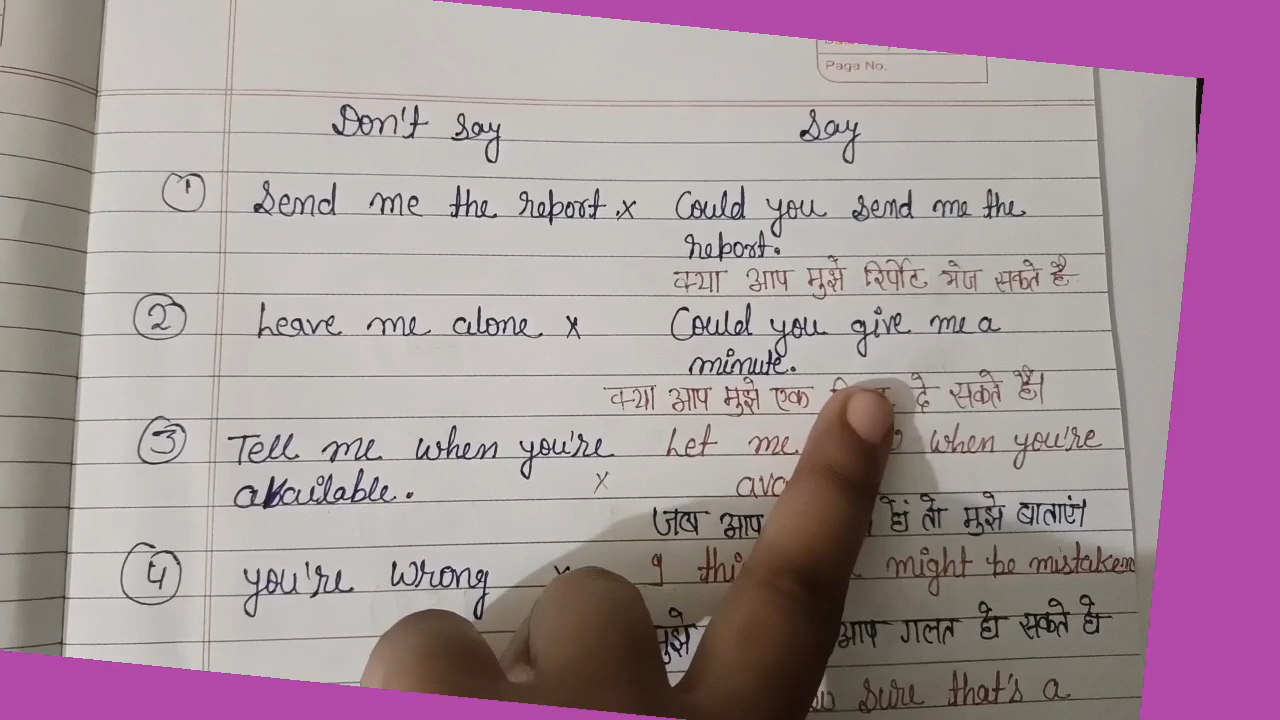 Page No.
Don't say Say
① Send me the report. x Could you send me the
report.
क्या आप मुझे रिर्पोट भेज सकते है
② Leave me alone x Could you give me a
minute.
क्या आप मुझे एक दे सकते है।
③ Tell me when you're Let me when you're
available. x
जब आप हैं तो मुझे बाताएं।
④ you're wrong x I might be mistaken
मुझे आप गलत हो सकते है
sure that's a